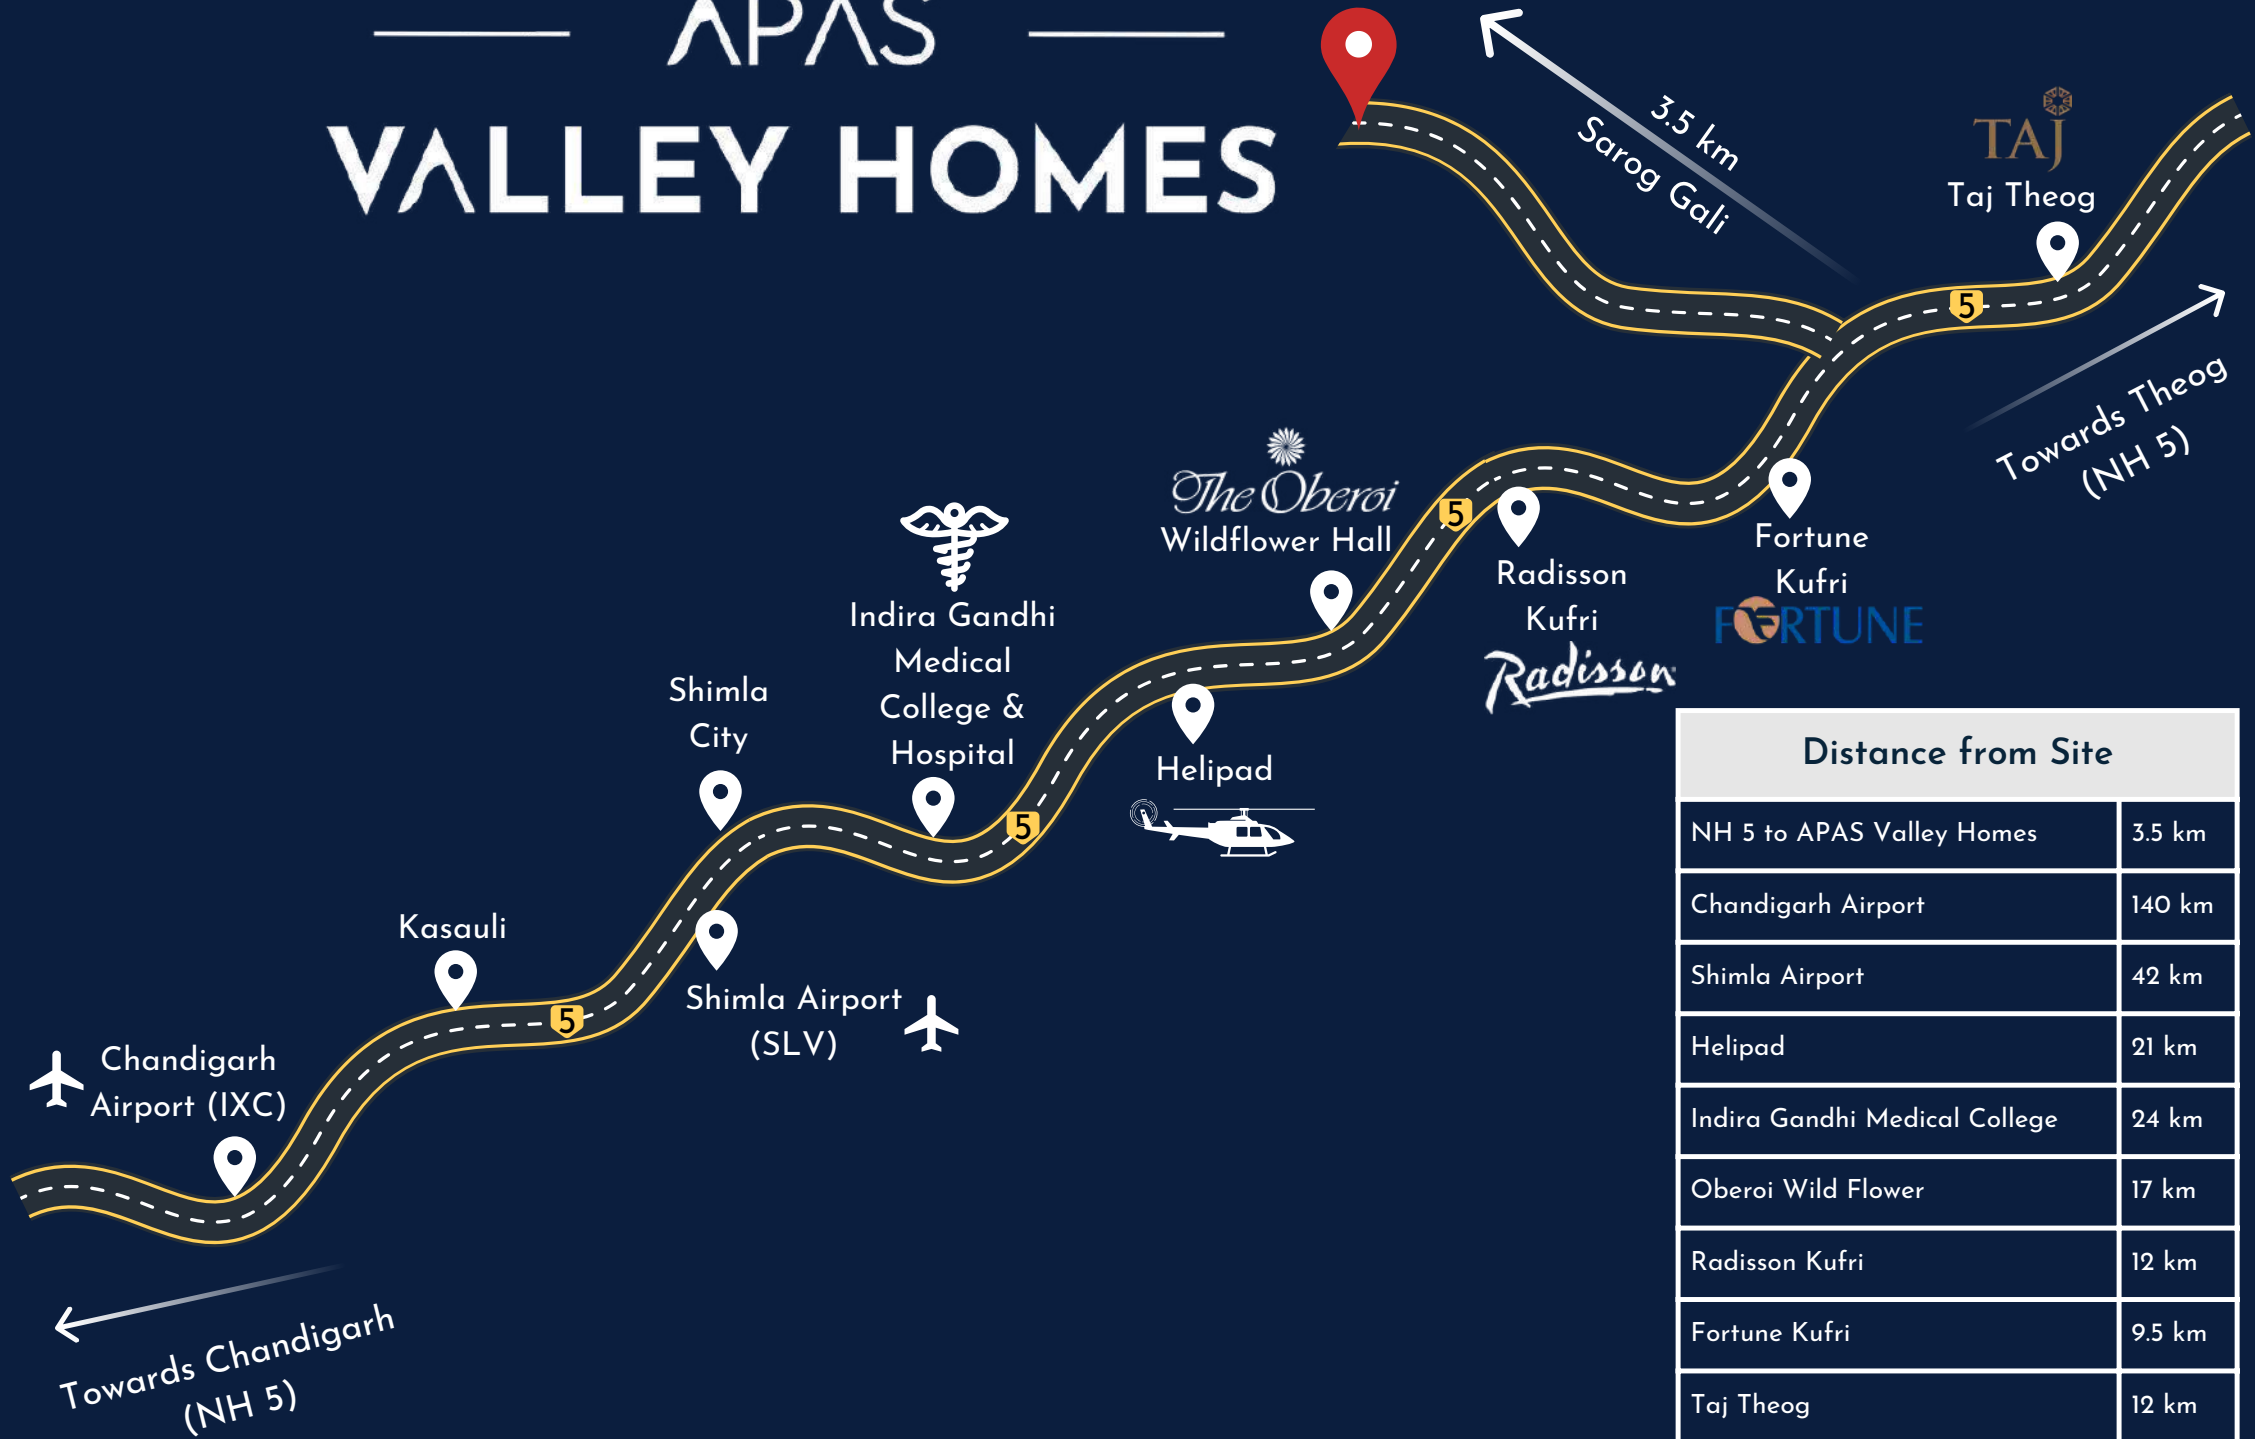 APAS
VALLEY HOMES
3.5 km
Sarog Gali
TAJ
Taj Theog
5
Towards Theog
(NH 5)
The Oberoi
Wildflower Hall
5
Radisson
Kufri
Radisson
Fortune
Kufri
FORTUNE
Indira Gandhi
Medical
College &
Hospital
Shimla
City
5
Helipad
Kasauli
5
Shimla Airport
(SLV)
Chandigarh
Airport (IXC)
Towards Chandigarh
(NH 5)
Distance from Site
NH 5 to APAS Valley Homes 3.5 km
Chandigarh Airport 140 km
Shimla Airport 42 km
Helipad 21 km
Indira Gandhi Medical College 24 km
Oberoi Wild Flower 17 km
Radisson Kufri 12 km
Fortune Kufri 9.5 km
Taj Theog 12 km